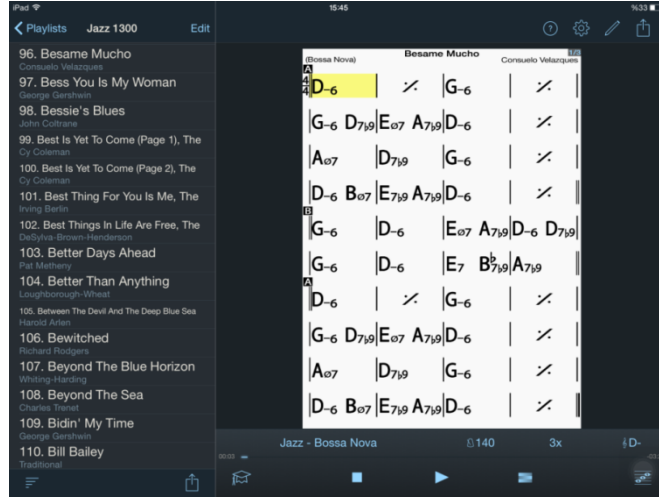 iPad
15:45
%33
Playlists
Jazz 1300
Edit
96. Besame Mucho
Consuelo Velazques
97. Bess You Is My Woman
George Gershwin
98. Bessie's Blues
John Coltrane
99. Best Is Yet To Come (Page 1), The
Cy Coleman
100. Best Is Yet To Come (Page 2), The
Cy Coleman
101. Best Thing For You Is Me, The
Irving Berlin
102. Best Things In Life Are Free, The
DeSylva-Brown-Henderson
103. Better Days Ahead
Pat Metheny
104. Better Than Anything
Loughborough-Wheat
105. Between The Devil And The Deep Blue Sea
Harold Arlen
106. Bewitched
Richard Rodgers
107. Beyond The Blue Horizon
Whiting-Harding
108. Beyond The Sea
Charles Trenet
109. Bidin' My Time
George Gershwin
110. Bill Bailey
Traditional
(Bossa Nova) Besame Mucho Consuelo Velazques
A
4/4 D–6 | 𝄎 | G–6 | 𝄎 |
G–6 D7♭9 | Eø7 A7♭9 | D–6 | 𝄎 |
Aø7 | D7♭9 | G–6 | 𝄎 |
D–6 Bø7 | E7♭9 A7♭9 | D–6 | 𝄎 ||
B
G–6 | D–6 | Eø7 A7♭9 | D–6 D7♭9 |
G–6 | D–6 | E7 B♭7♭9 | A7♭9 ||
A
D–6 | 𝄎 | G–6 | 𝄎 |
G–6 D7♭9 | Eø7 A7♭9 | D–6 | 𝄎 |
Aø7 | D7♭9 | G–6 | 𝄎 |
D–6 Bø7 | E7♭9 A7♭9 | D–6 | 𝄎 ||
Jazz - Bossa Nova
140
3x
D-
00:00